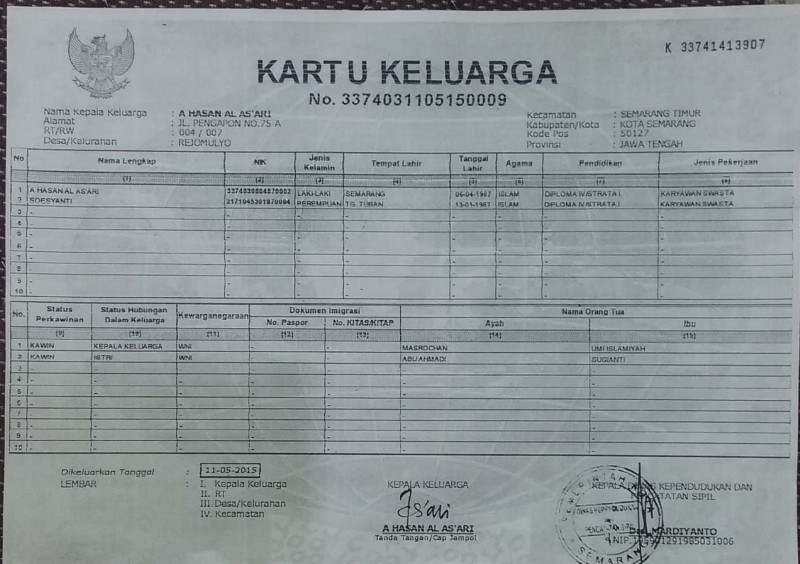 K 33741413907
KARTU KELUARGA
No. 3374031105150009
Nama Kepala Keluarga : A HASAN AL AS'ARI
Alamat : JL. PENGAPON NO.75 A
RT/RW : 004 / 007
Desa/Kelurahan : REJOMULYO
Kecamatan : SEMARANG TIMUR
Kabupaten/Kota : KOTA SEMARANG
Kode Pos : 50127
Provinsi : JAWA TENGAH
No Nama Lengkap NIK Jenis Kelamin Tempat Lahir Tanggal Lahir Agama Pendidikan Jenis Pekerjaan
(1) (2) (3) (4) (5) (6) (7) (8)
1 A HASAN AL AS'ARI LAKI-LAKI SEMARANG 06-04-1987 ISLAM DIPLOMA IV/STRATA I KARYAWAN SWASTA
2 SOESYANTI PEREMPUAN TG. TUBAN 13-01-1987 ISLAM DIPLOMA IV/STRATA I KARYAWAN SWASTA
3 - - - - - - - -
4 - - - - - - - -
5 - - - - - - - -
6 - - - - - - - -
7 - - - - - - - -
8 - - - - - - - -
9 - - - - - - - -
10 - - - - - - - -
No. Status Perkawinan Status Hubungan Dalam Keluarga Kewarganegaraan Dokumen Imigrasi Nama Orang Tua
No. Paspor No. KITAS/KITAP Ayah Ibu
(9) (10) (11) (12) (13) (14) (15)
1 KAWIN KEPALA KELUARGA WNI - - MASROCHAN UMI ISLAMIYAH
2 KAWIN ISTRI WNI - - ABU AHMADI SUGIANTI
3 - - - - - - -
4 - - - - - - -
5 - - - - - - -
6 - - - - - - -
7 - - - - - - -
8 - - - - - - -
9 - - - - - - -
10 - - - - - - -
Dikeluarkan Tanggal : 11-05-2015
LEMBAR : I. Kepala Keluarga
II. RT
III. Desa/Kelurahan
IV. Kecamatan
KEPALA KELUARGA
As'ari
A HASAN AL AS'ARI
Tanda Tangan/Cap Jempol
KEPALA DINAS KEPENDUDUKAN DAN
PENCATATAN SIPIL
MARDIYANTO
NIP.
PEMERINTAH
SEMARANG